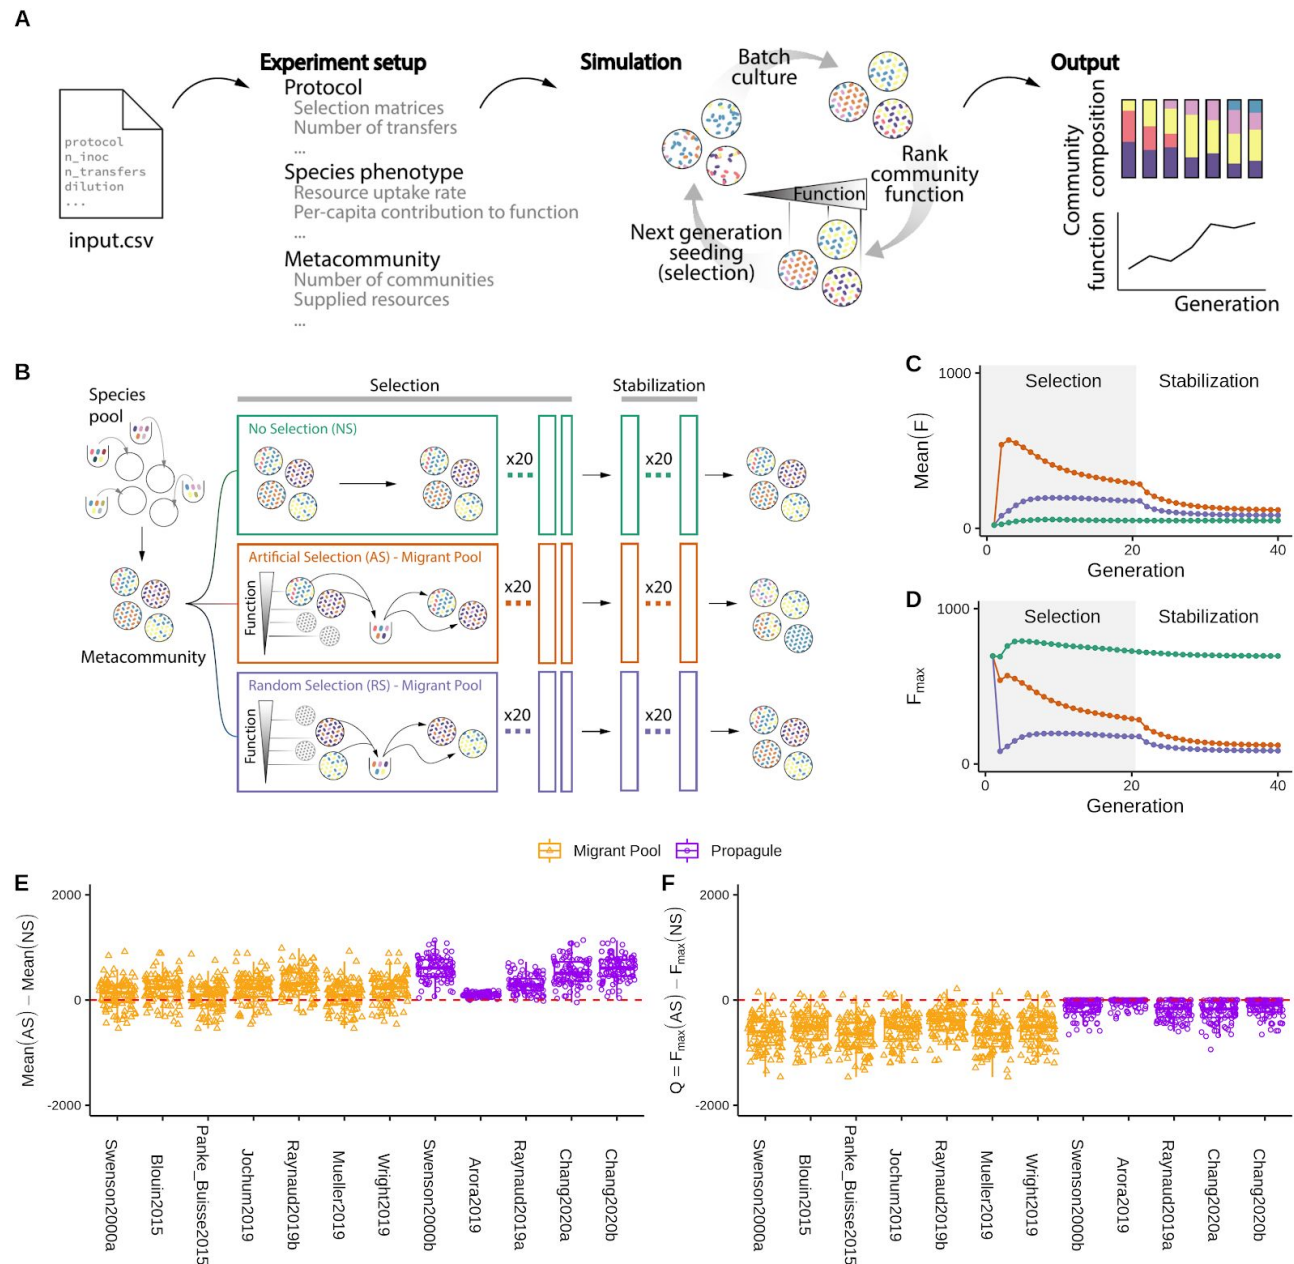 A
protocol
n_inoc
n_transfers
dilution
...
input.csv
Experiment setup
Protocol
Selection matrices
Number of transfers
...
Species phenotype
Resource uptake rate
Per-capita contribution to function
...
Metacommunity
Number of communities
Supplied resources
...
Simulation
Batch
culture
Rank
community
function
Function
Next generation
seeding
(selection)
Output
Community
composition
function
Generation
B
Species
pool
Metacommunity
Selection
Stabilization
No Selection (NS)
x20
x20
Artificial Selection (AS) - Migrant Pool
Function
x20
x20
Random Selection (RS) - Migrant Pool
Function
x20
x20
C
Mean(F)
1000
0
Selection
Stabilization
0
20
40
Generation
D
Fmax
1000
0
Selection
Stabilization
0
20
40
Generation
Migrant Pool
Propagule
E
Mean(AS) − Mean(NS)
2000
0
-2000
Swenson2000a
Blouin2015
Panke_Buisse2015
Jochum2019
Raynaud2019b
Mueller2019
Wright2019
Swenson2000b
Arora2019
Raynaud2019a
Chang2020a
Chang2020b
F
Q = Fmax(AS) − Fmax(NS)
2000
0
-2000
Swenson2000a
Blouin2015
Panke_Buisse2015
Jochum2019
Raynaud2019b
Mueller2019
Wright2019
Swenson2000b
Arora2019
Raynaud2019a
Chang2020a
Chang2020b